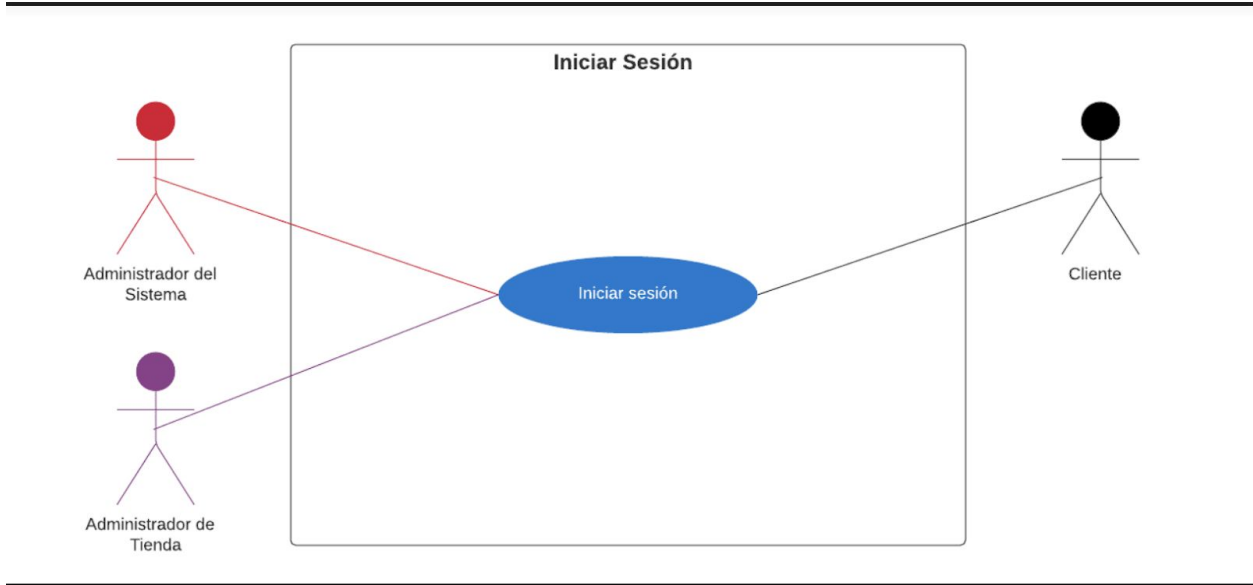 Iniciar Sesión
Administrador del
Sistema
Iniciar sesión
Cliente
Administrador de
Tienda